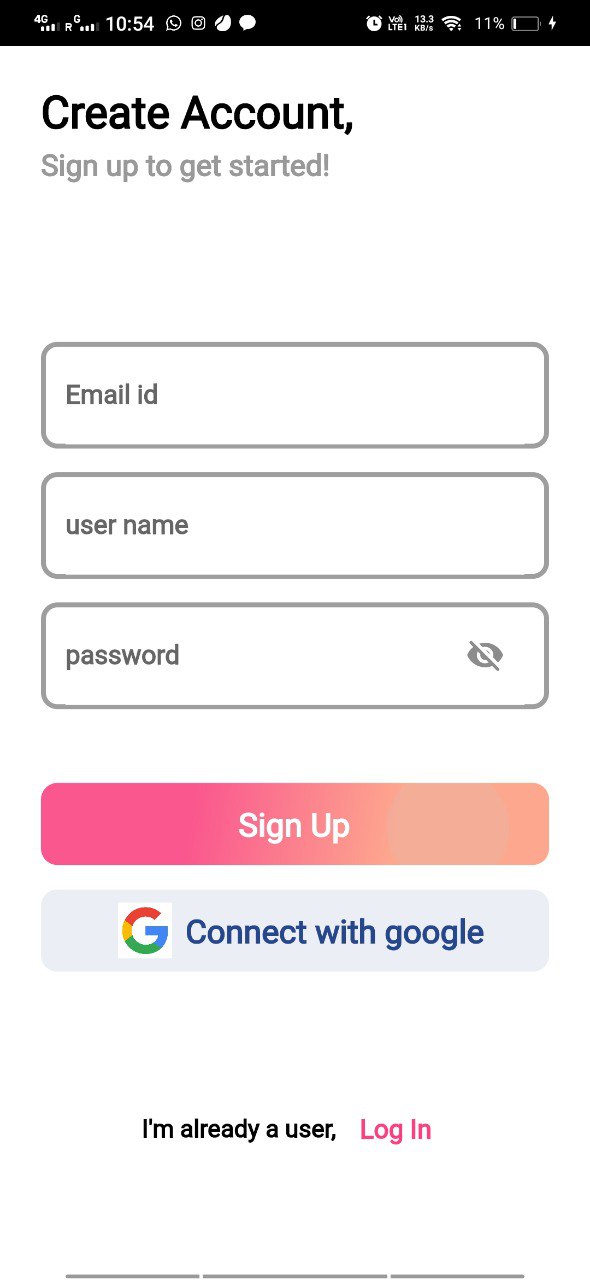 4G R G 10:54 Vo) LTE1 13.3 KB/s 11%
Create Account,
Sign up to get started!
Email id
user name
password
Sign Up
G Connect with google
I'm already a user, Log In